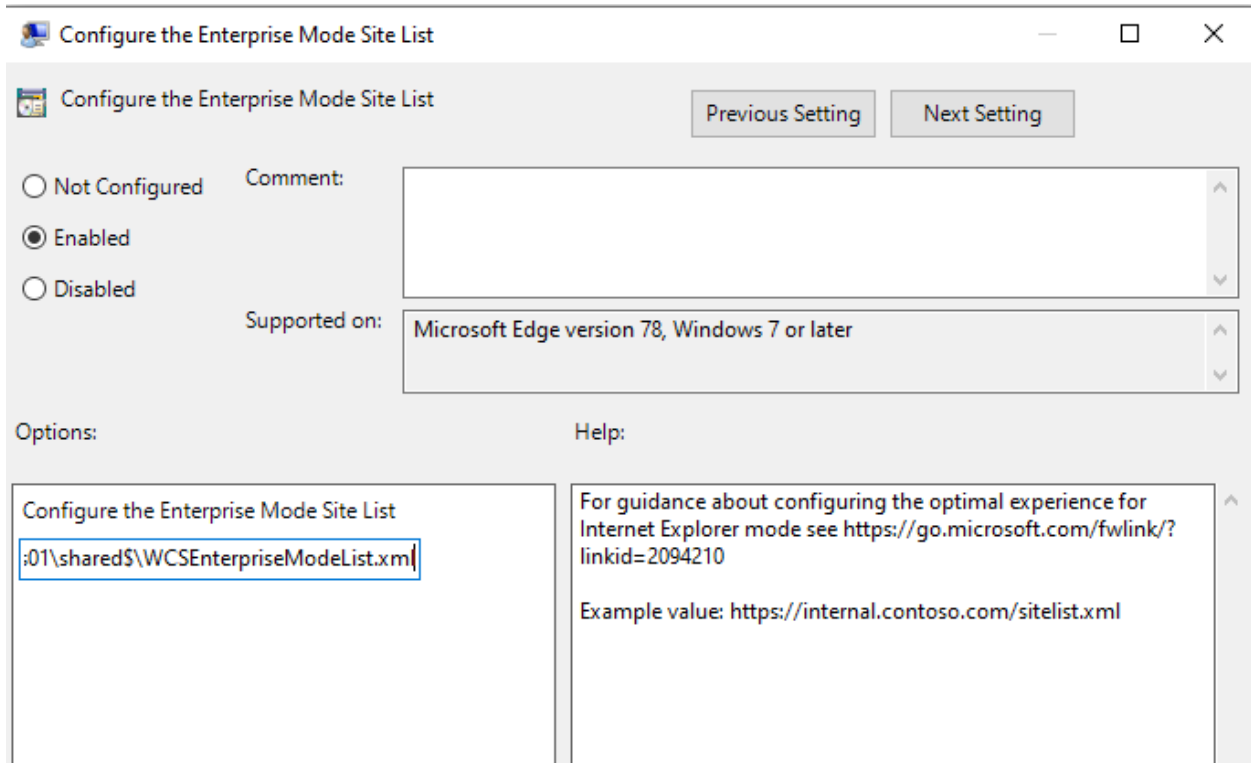 Configure the Enterprise Mode Site List
Configure the Enterprise Mode Site List
Previous Setting
Next Setting
Not Configured
Comment:
Enabled
Disabled
Supported on:
Microsoft Edge version 78, Windows 7 or later
Options:
Help:
Configure the Enterprise Mode Site List
01\shared$\WCSEnterpriseModeList.xml
For guidance about configuring the optimal experience for
Internet Explorer mode see https://go.microsoft.com/fwlink/?
linkid=2094210
Example value: https://internal.contoso.com/sitelist.xml